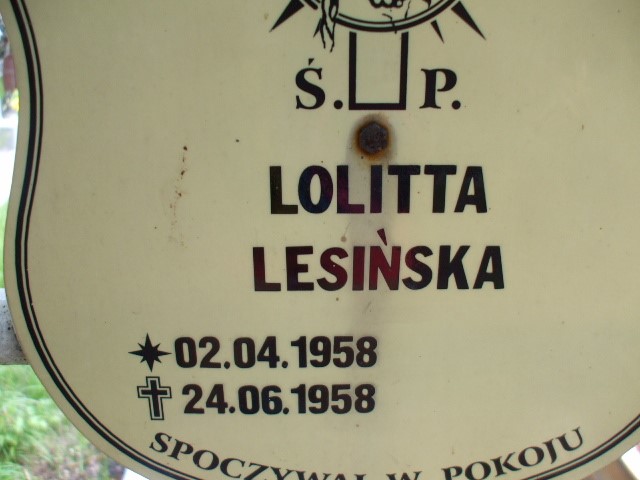 Ś. P.
LOLITTA
LESIŃSKA
02.04.1958
24.06.1958
SPOCZYWAJ W POKOJU